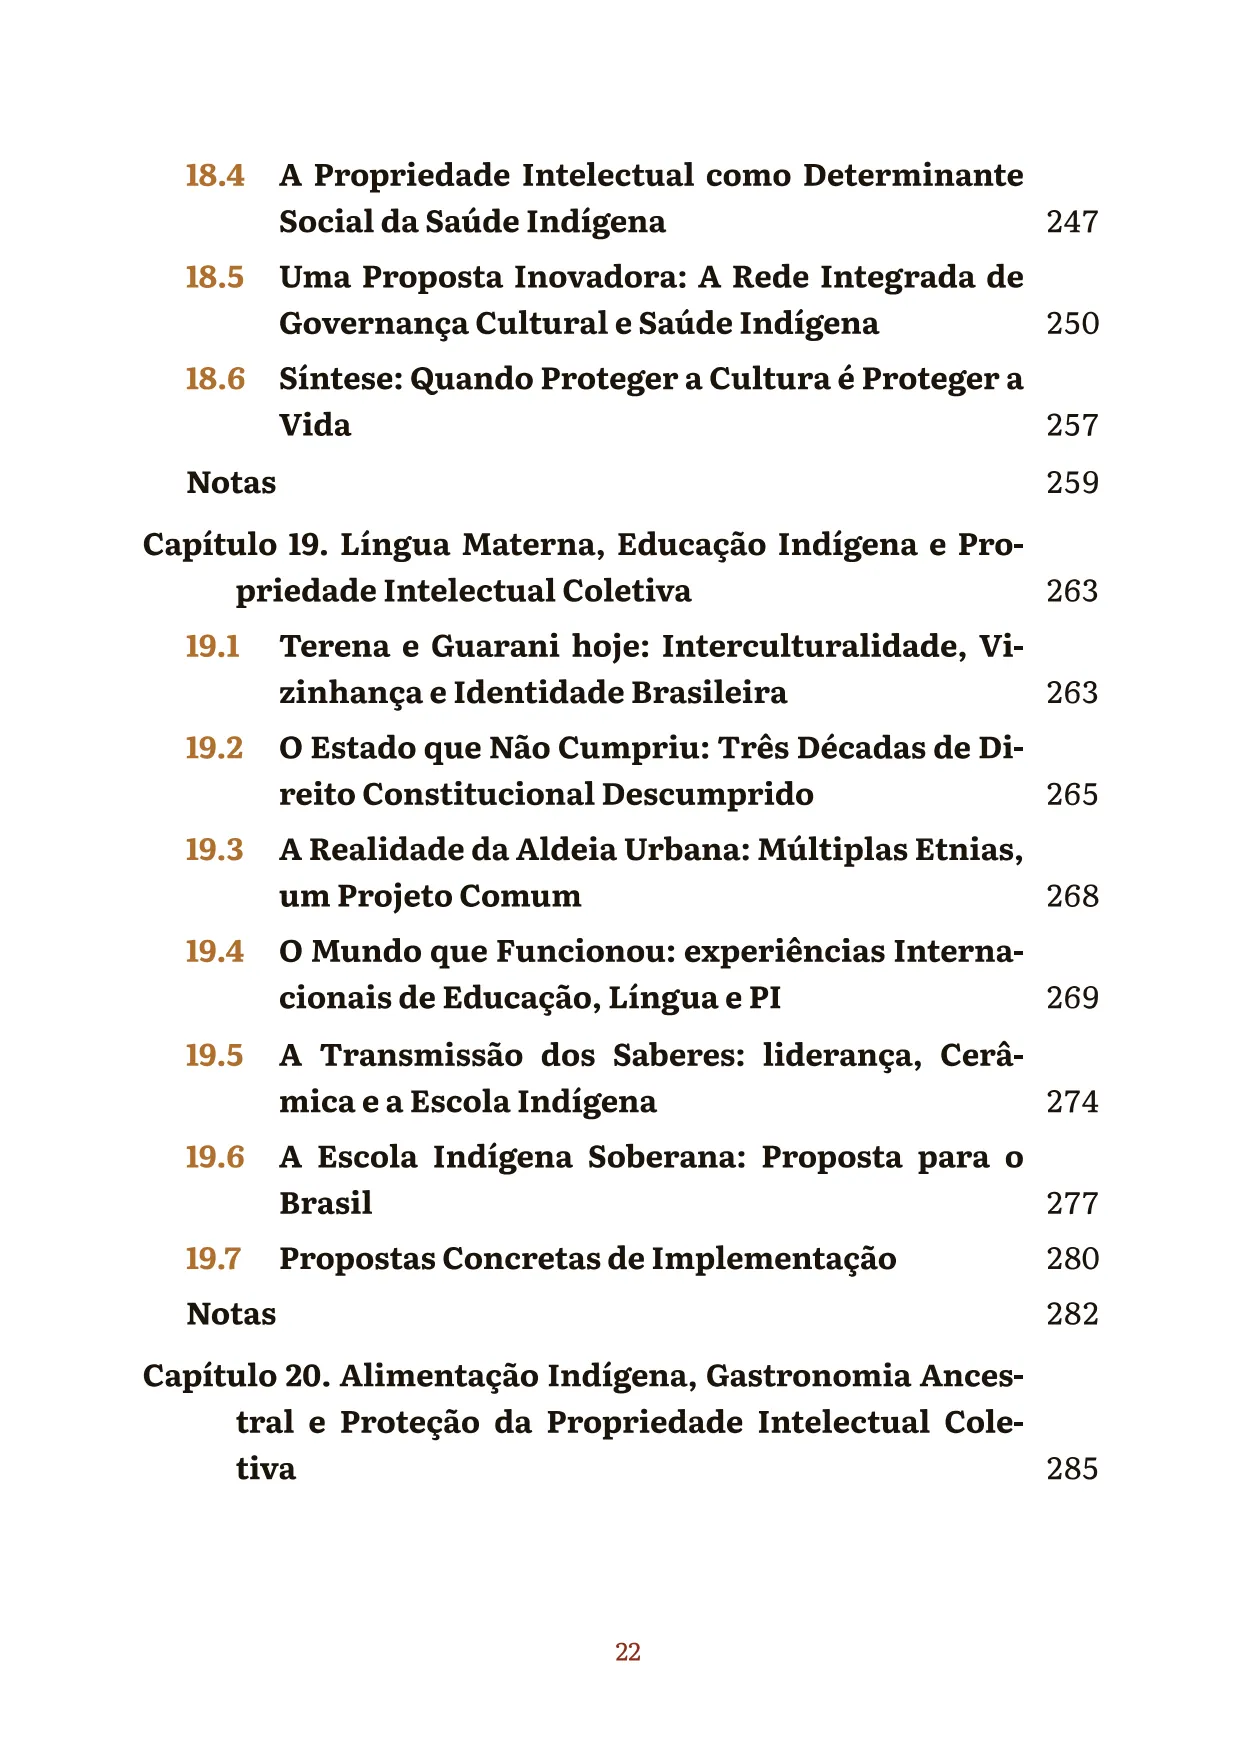 18.4 A Propriedade Intelectual como Determinante
Social da Saúde Indígena 247
18.5 Uma Proposta Inovadora: A Rede Integrada de
Governança Cultural e Saúde Indígena 250
18.6 Síntese: Quando Proteger a Cultura é Proteger a
Vida 257
Notas 259
Capítulo 19. Língua Materna, Educação Indígena e Pro-
priedade Intelectual Coletiva 263
19.1 Terena e Guarani hoje: Interculturalidade, Vi-
zinhança e Identidade Brasileira 263
19.2 O Estado que Não Cumpriu: Três Décadas de Di-
reito Constitucional Descumprido 265
19.3 A Realidade da Aldeia Urbana: Múltiplas Etnias,
um Projeto Comum 268
19.4 O Mundo que Funcionou: experiências Interna-
cionais de Educação, Língua e PI 269
19.5 A Transmissão dos Saberes: liderança, Cerâ-
mica e a Escola Indígena 274
19.6 A Escola Indígena Soberana: Proposta para o
Brasil 277
19.7 Propostas Concretas de Implementação 280
Notas 282
Capítulo 20. Alimentação Indígena, Gastronomia Ances-
tral e Proteção da Propriedade Intelectual Cole-
tiva 285
22